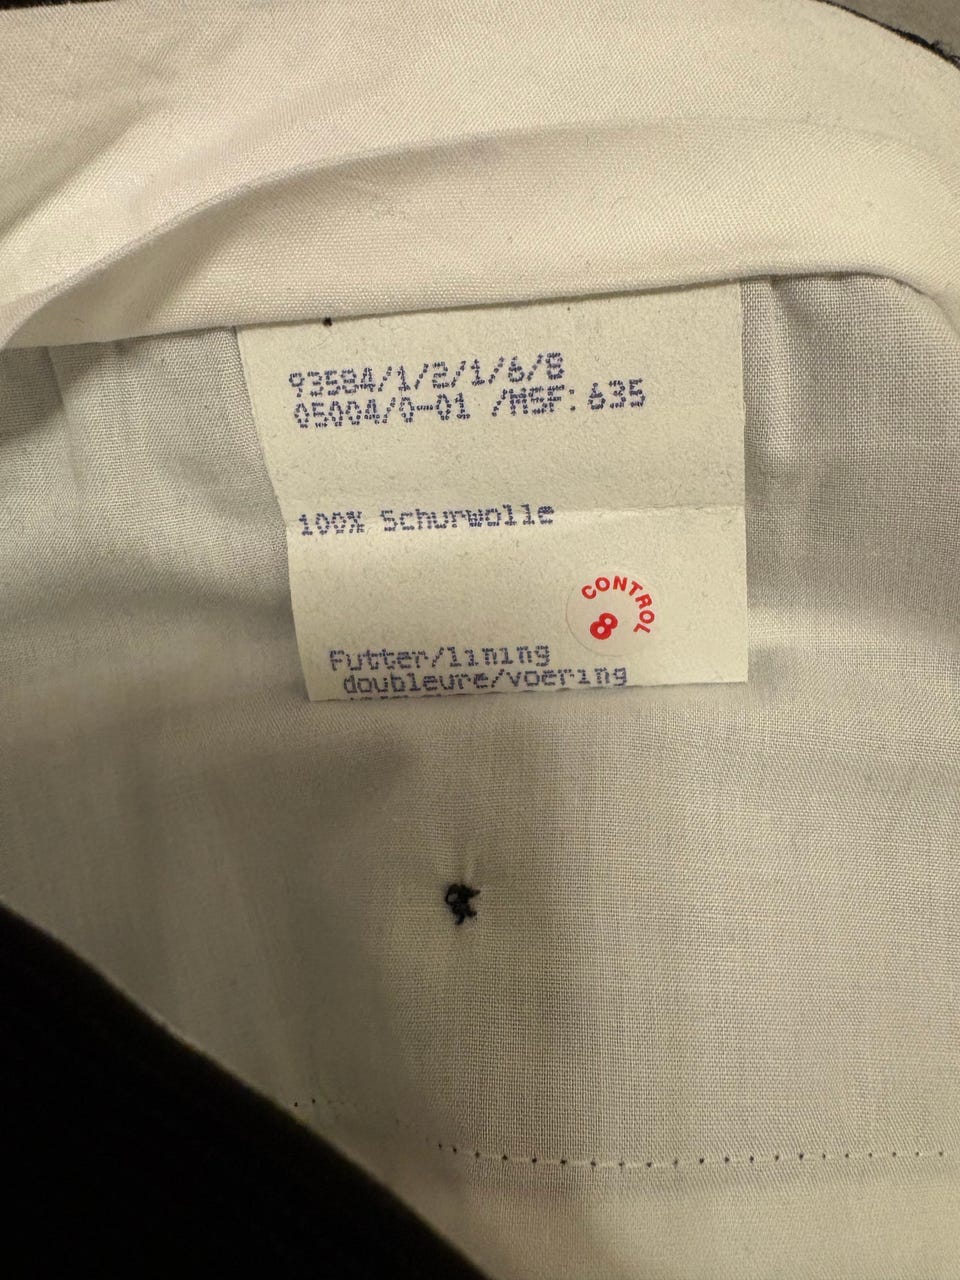 93584/1/2/1/6/8
05004/0-01 /MSF: 635
100% Schurwolle
CONTROL
8
Futter/lining
doubleure/voering